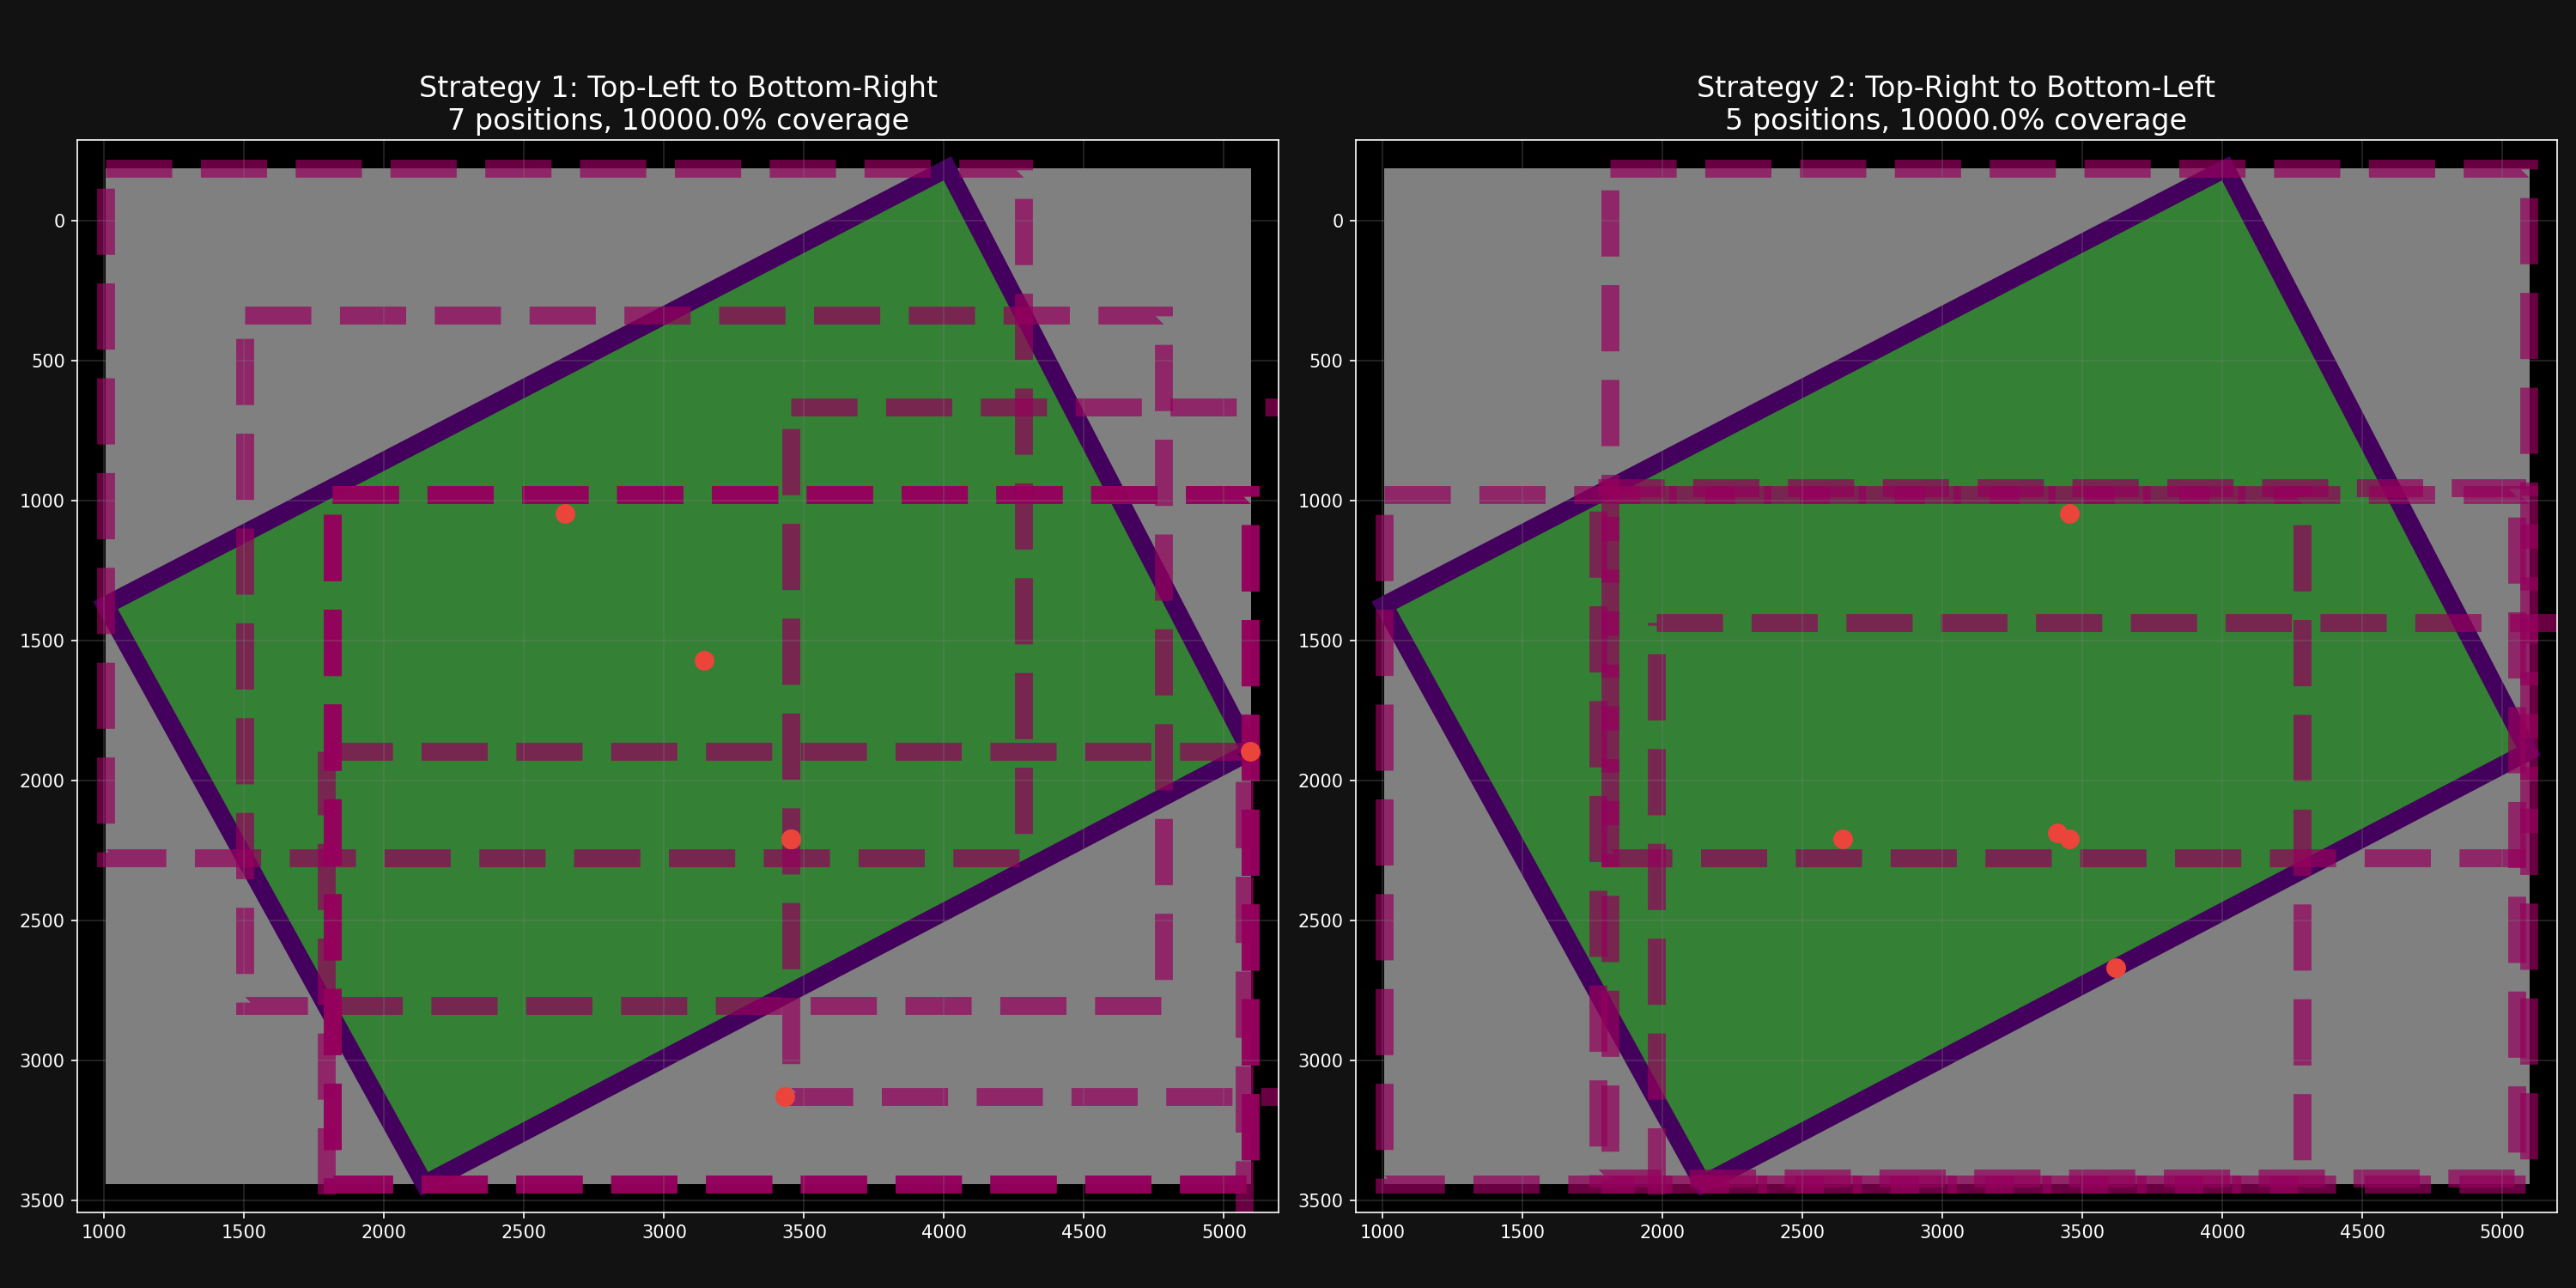 Strategy 1: Top-Left to Bottom-Right
7 positions, 10000.0% coverage
0
500
1000
1500
2000
2500
3000
3500
1000 1500 2000 2500 3000 3500 4000 4500 5000
Strategy 2: Top-Right to Bottom-Left
5 positions, 10000.0% coverage
0
500
1000
1500
2000
2500
3000
3500
1000 1500 2000 2500 3000 3500 4000 4500 5000